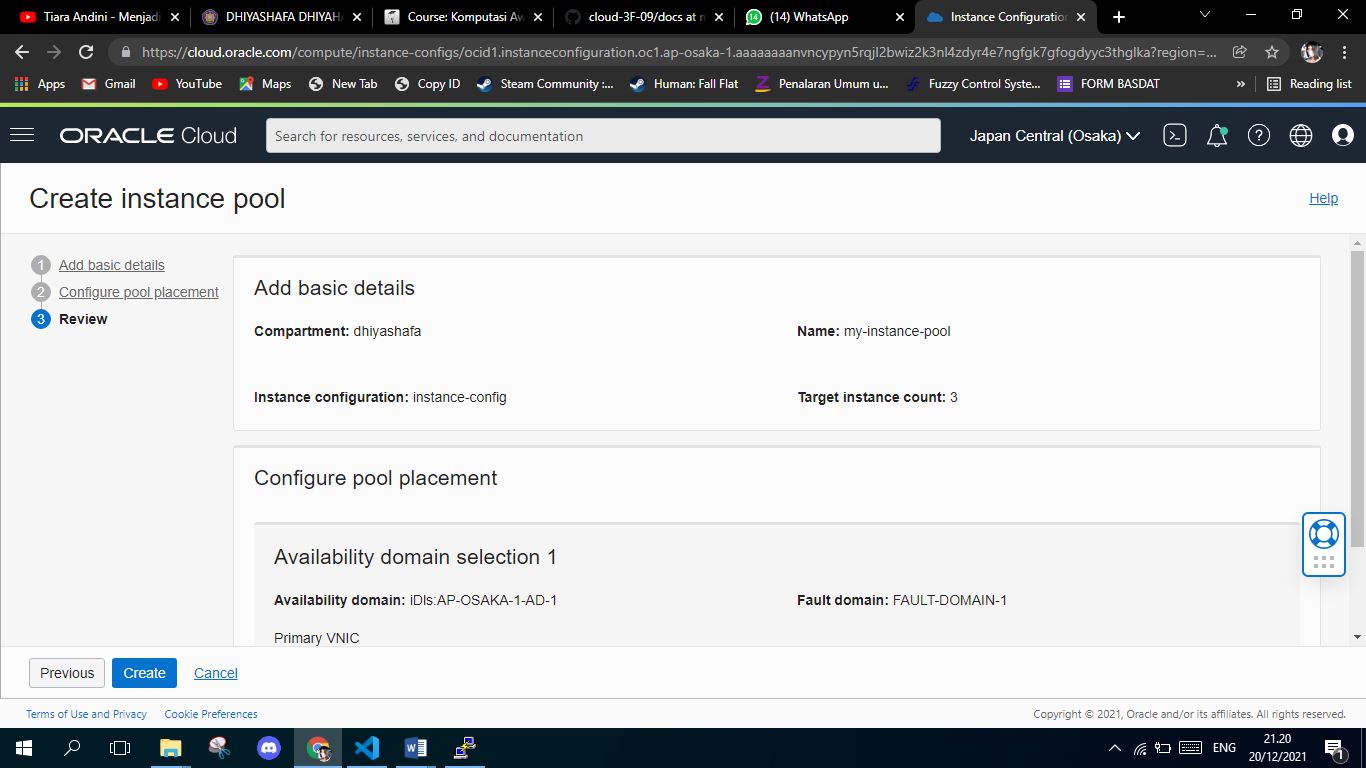 Tiara Andini - Menjadi
DHIYASHAFA DHIYAHA
Course: Komputasi Aw
cloud-3F-09/docs at m
(14) WhatsApp
Instance Configuration
https://cloud.oracle.com/compute/instance-configs/ocid1.instanceconfiguration.oc1.ap-osaka-1.aaaaaaaanvncypyn5rqjl2bwiz2k3nl4zdyr4e7ngfgk7gfogdyyc3thglka?region=...
Apps
Gmail
YouTube
Maps
New Tab
Copy ID
Steam Community :...
Human: Fall Flat
Penalaran Umum u...
Fuzzy Control Syste...
FORM BASDAT
»
Reading list
ORACLE Cloud
Search for resources, services, and documentation
Japan Central (Osaka)
Create instance pool
Help
1 Add basic details
2 Configure pool placement
3 Review
Add basic details
Compartment: dhiyashafa
Name: my-instance-pool
Instance configuration: instance-config
Target instance count: 3
Configure pool placement
Availability domain selection 1
Availability domain: iDIs:AP-OSAKA-1-AD-1
Fault domain: FAULT-DOMAIN-1
Primary VNIC
Previous
Create
Cancel
Terms of Use and Privacy
Cookie Preferences
Copyright © 2021, Oracle and/or its affiliates. All rights reserved.
ENG
21.20
20/12/2021
1